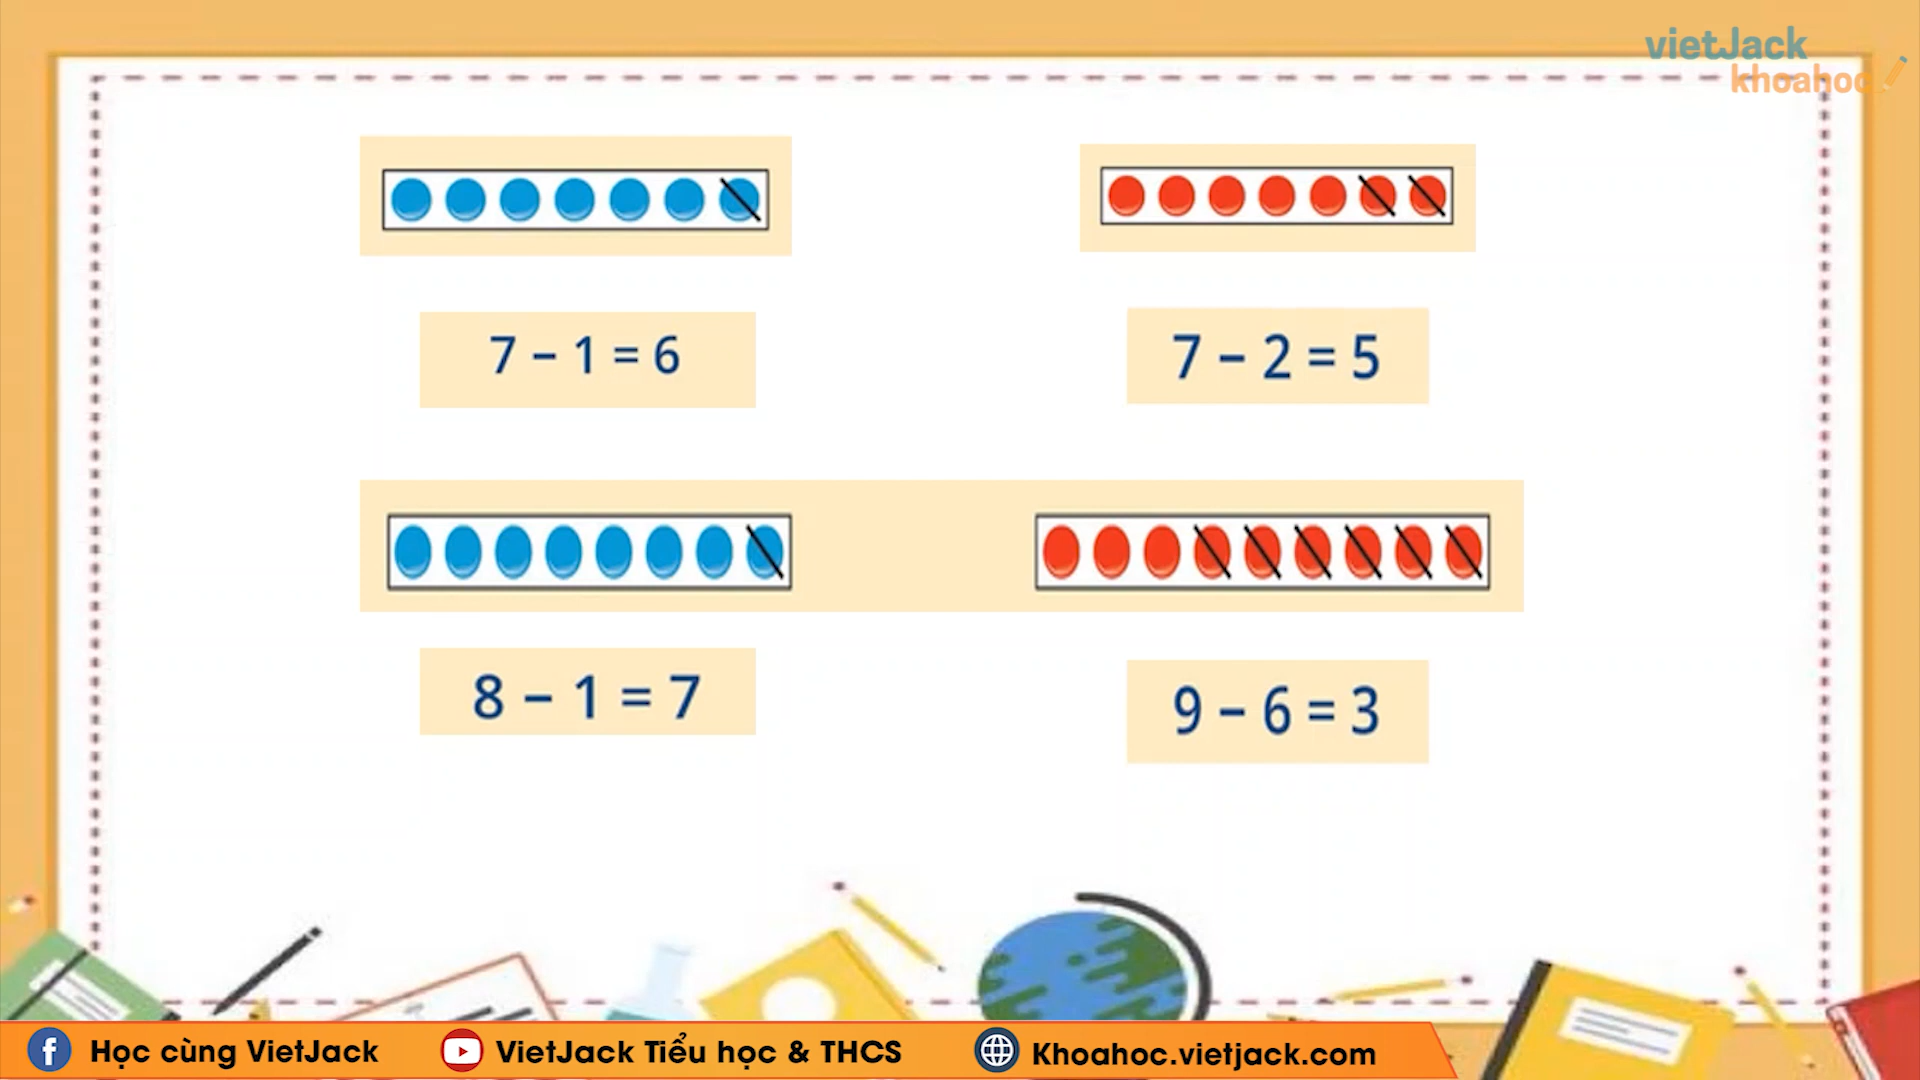 vietJack
khoahoc
7 – 1 = 6
7 – 2 = 5
8 – 1 = 7
9 – 6 = 3
Học cùng VietJack
VietJack Tiểu học & THCS
Khoahoc.vietjack.com